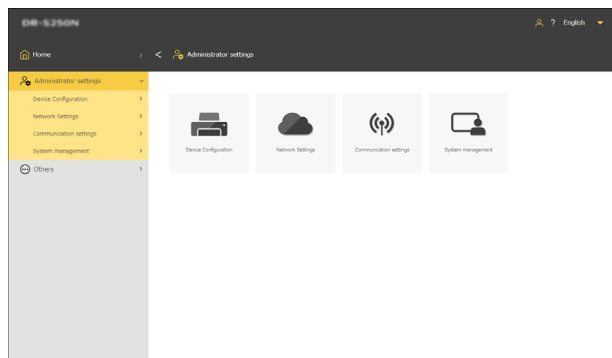 DR-S250N
? English
Home
Administrator settings
Administrator settings
Device Configuration
Network Settings
Communication settings
System management
Others
Device Configuration
Network Settings
Communication settings
System management